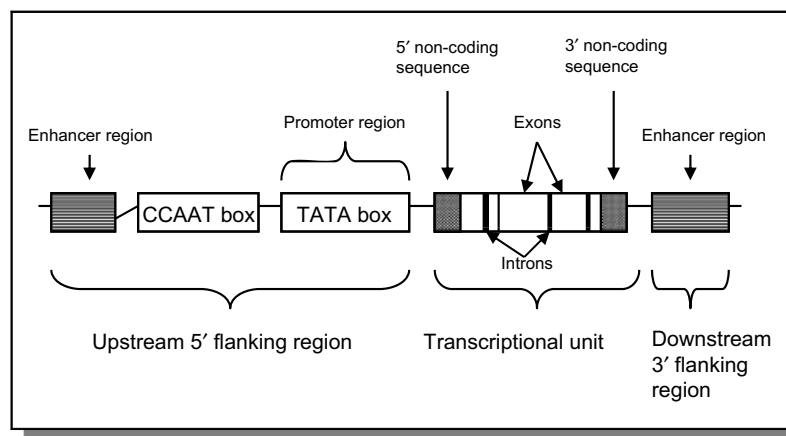 5′ non-coding
sequence
3′ non-coding
sequence
Enhancer region
Promoter region
Exons
Enhancer region
CCAAT box
TATA box
Introns
Upstream 5′ flanking region
Transcriptional unit
Downstream
3′ flanking
region